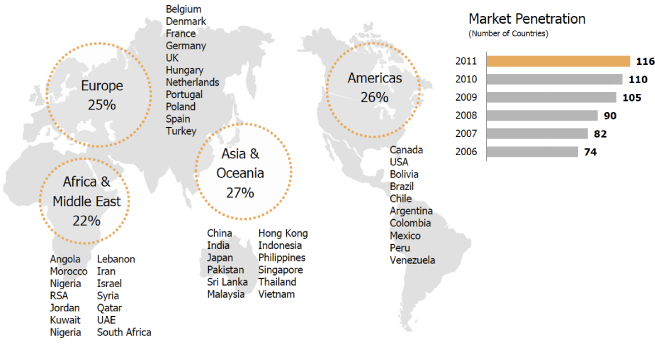 Belgium
Denmark
France
Germany
UK
Hungary
Netherlands
Portugal
Poland
Spain
Turkey
Europe
25%
Africa &
Middle East
22%
Angola Lebanon
Morocco Iran
Nigeria Israel
RSA Syria
Jordan Qatar
Kuwait UAE
Nigeria South Africa
Asia &
Oceania
27%
China Hong Kong
India Indonesia
Japan Philippines
Pakistan Singapore
Sri Lanka Thailand
Malaysia Vietnam
Americas
26%
Canada
USA
Bolivia
Brazil
Chile
Argentina
Colombia
Mexico
Peru
Venezuela
Market Penetration
(Number of Countries)
2011 116
2010 110
2009 105
2008 90
2007 82
2006 74